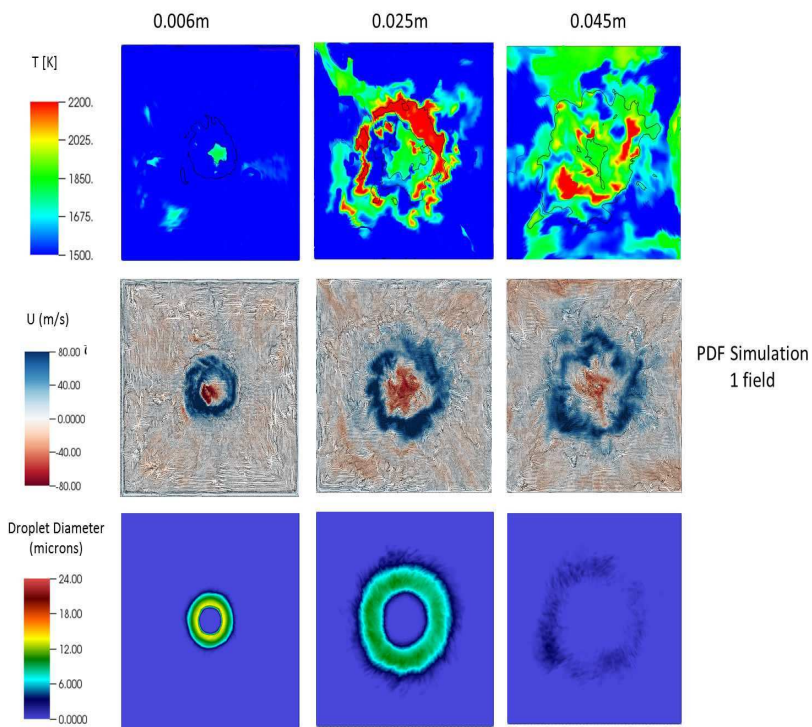 0.006m
0.025m
0.045m
T [K]
2200.
2025.
1850.
1675.
1500.
U (m/s)
80.00
40.00
0.0000
-40.00
-80.00
PDF Simulation
1 field
Droplet Diameter
(microns)
24.00
18.00
12.00
6.000
0.0000